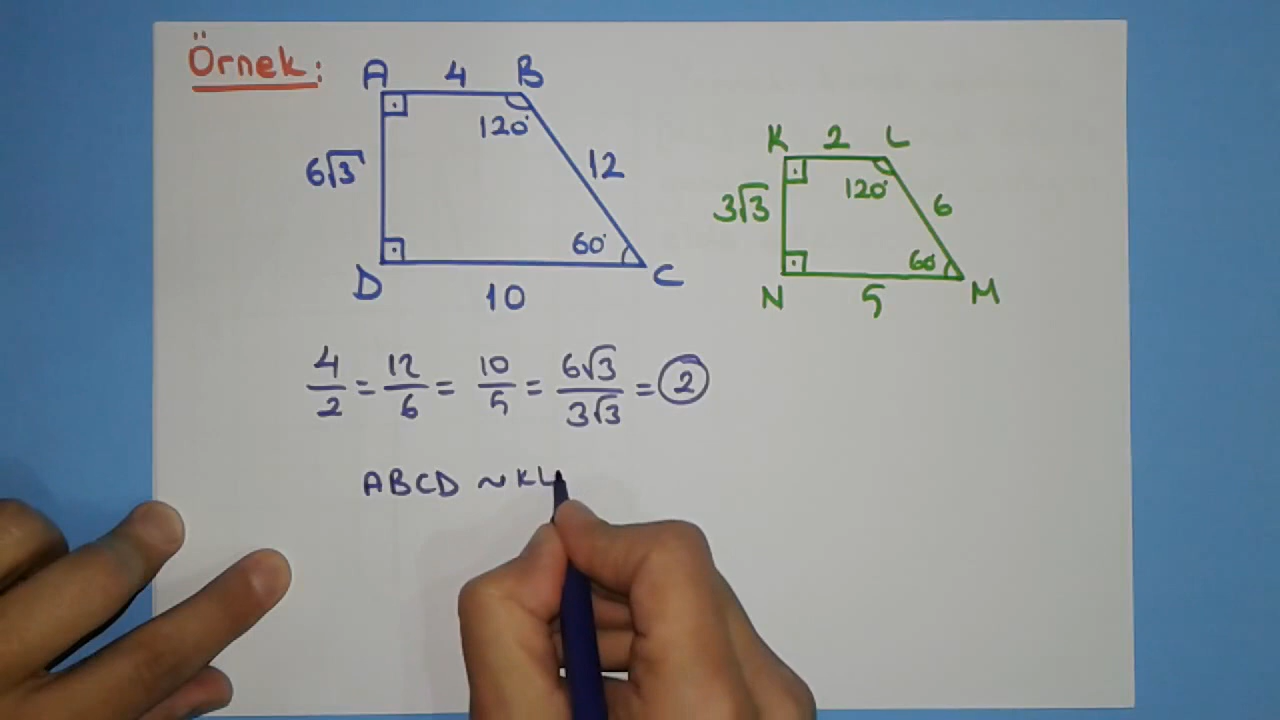 Örnek:
A 4 B
120°
6√3
12
60°
D C
10
K 2 L
120°
3√3
6
60°
N M
5
4/2 = 12/6 = 10/5 = 6√3/3√3 = 2
ABCD ~ KL